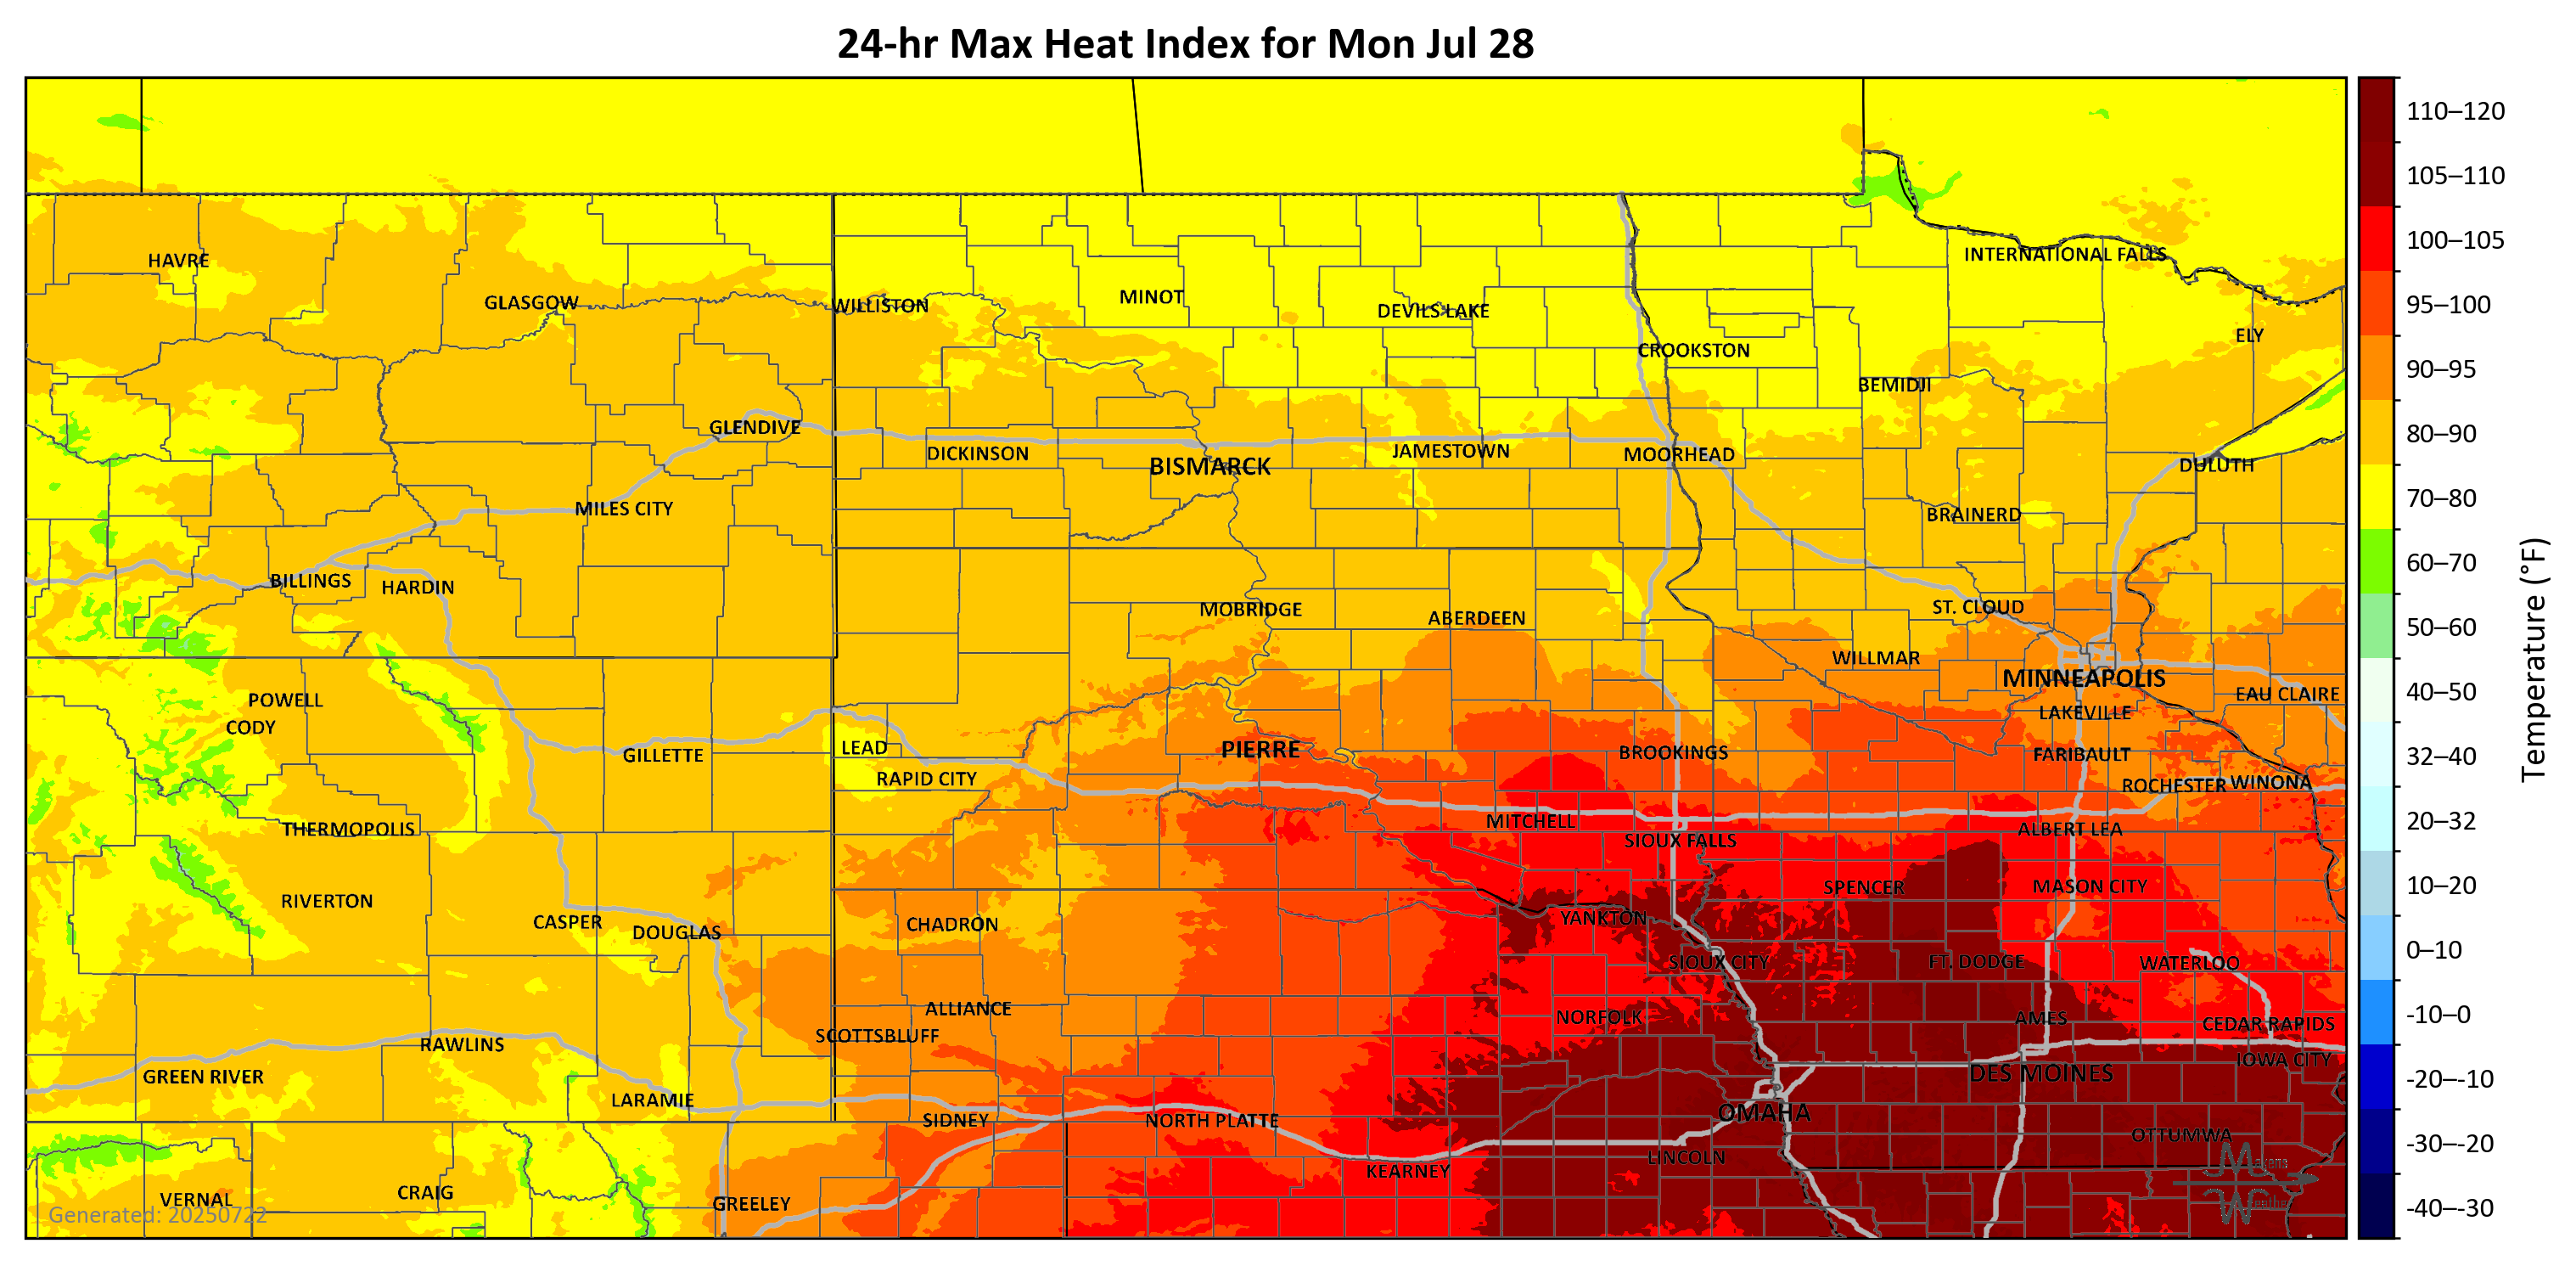 24-hr Max Heat Index for Mon Jul 28
110–120
105–110
100–105
95–100
90–95
80–90
70–80
60–70
50–60
40–50
32–40
20–32
10–20
0–10
-10–0
-20–-10
-30–-20
-40–-30
Temperature (°F)
HAVRE
INTERNATIONAL FALLS
GLASGOW
WILLISTON
MINOT
DEVILS LAKE
ELY
CROOKSTON
BEMIDJI
GLENDIVE
DICKINSON
BISMARCK
JAMESTOWN
MOORHEAD
DULUTH
MILES CITY
BRAINERD
BILLINGS
HARDIN
MOBRIDGE
ABERDEEN
ST. CLOUD
WILLMAR
MINNEAPOLIS
EAU CLAIRE
POWELL
CODY
LAKEVILLE
GILLETTE
LEAD
PIERRE
BROOKINGS
FARIBAULT
RAPID CITY
ROCHESTER
WINONA
THERMOPOLIS
MITCHELL
SIOUX FALLS
ALBERT LEA
RIVERTON
SPENCER
MASON CITY
CASPER
DOUGLAS
CHADRON
YANKTON
SIOUX CITY
FT. DODGE
WATERLOO
ALLIANCE
NORFOLK
AMES
CEDAR RAPIDS
SCOTTSBLUFF
RAWLINS
IOWA CITY
GREEN RIVER
DES MOINES
LARAMIE
SIDNEY
NORTH PLATTE
OMAHA
OTTUMWA
KEARNEY
LINCOLN
VERNAL
CRAIG
GREELEY
Generated: 20250722
Mavens
Weather